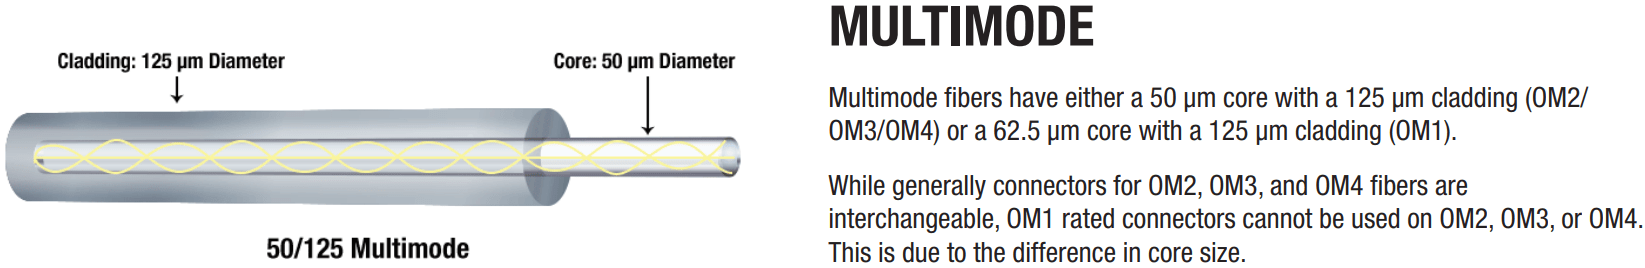 Cladding: 125 µm Diameter
Core: 50 µm Diameter
50/125 Multimode
MULTIMODE
Multimode fibers have either a 50 µm core with a 125 µm cladding (OM2/
OM3/OM4) or a 62.5 µm core with a 125 µm cladding (OM1).
While generally connectors for OM2, OM3, and OM4 fibers are
interchangeable, OM1 rated connectors cannot be used on OM2, OM3, or OM4.
This is due to the difference in core size.